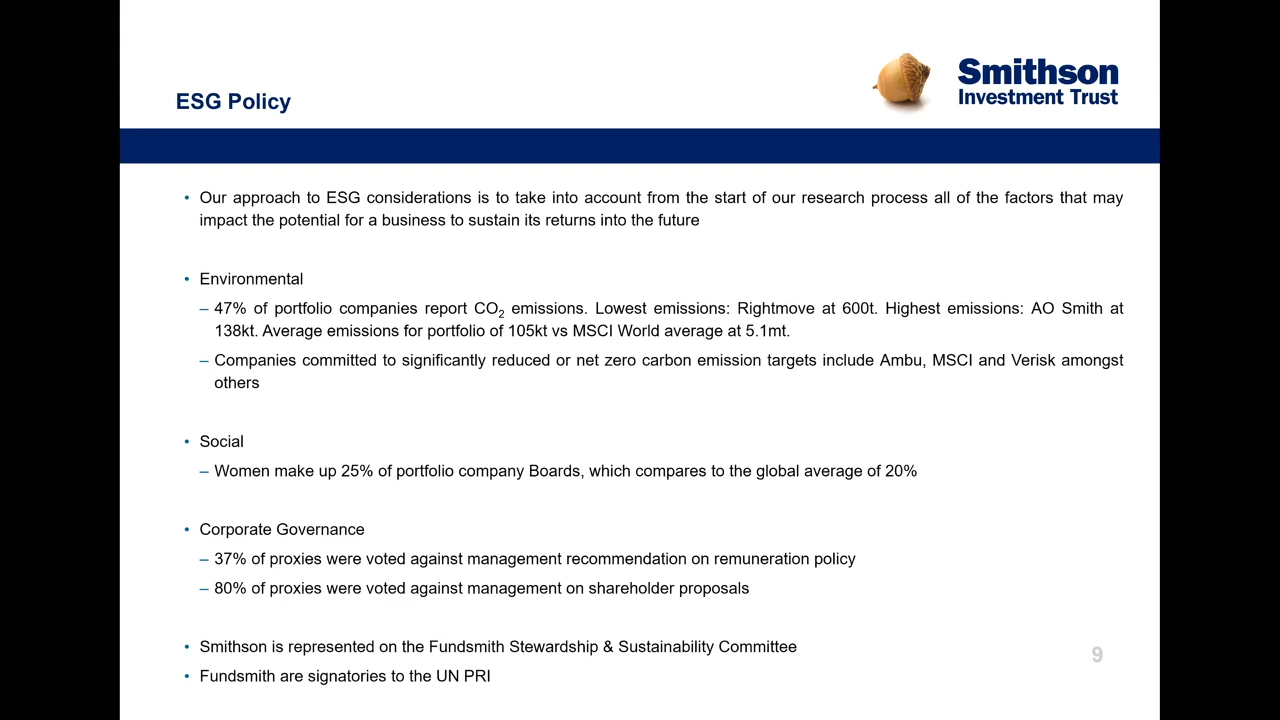 Smithson
Investment Trust
ESG Policy
• Our approach to ESG considerations is to take into account from the start of our research process all of the factors that may
impact the potential for a business to sustain its returns into the future
• Environmental
– 47% of portfolio companies report CO₂ emissions. Lowest emissions: Rightmove at 600t. Highest emissions: AO Smith at
138kt. Average emissions for portfolio of 105kt vs MSCI World average at 5.1mt.
– Companies committed to significantly reduced or net zero carbon emission targets include Ambu, MSCI and Verisk amongst
others
• Social
– Women make up 25% of portfolio company Boards, which compares to the global average of 20%
• Corporate Governance
– 37% of proxies were voted against management recommendation on remuneration policy
– 80% of proxies were voted against management on shareholder proposals
• Smithson is represented on the Fundsmith Stewardship & Sustainability Committee
9
• Fundsmith are signatories to the UN PRI